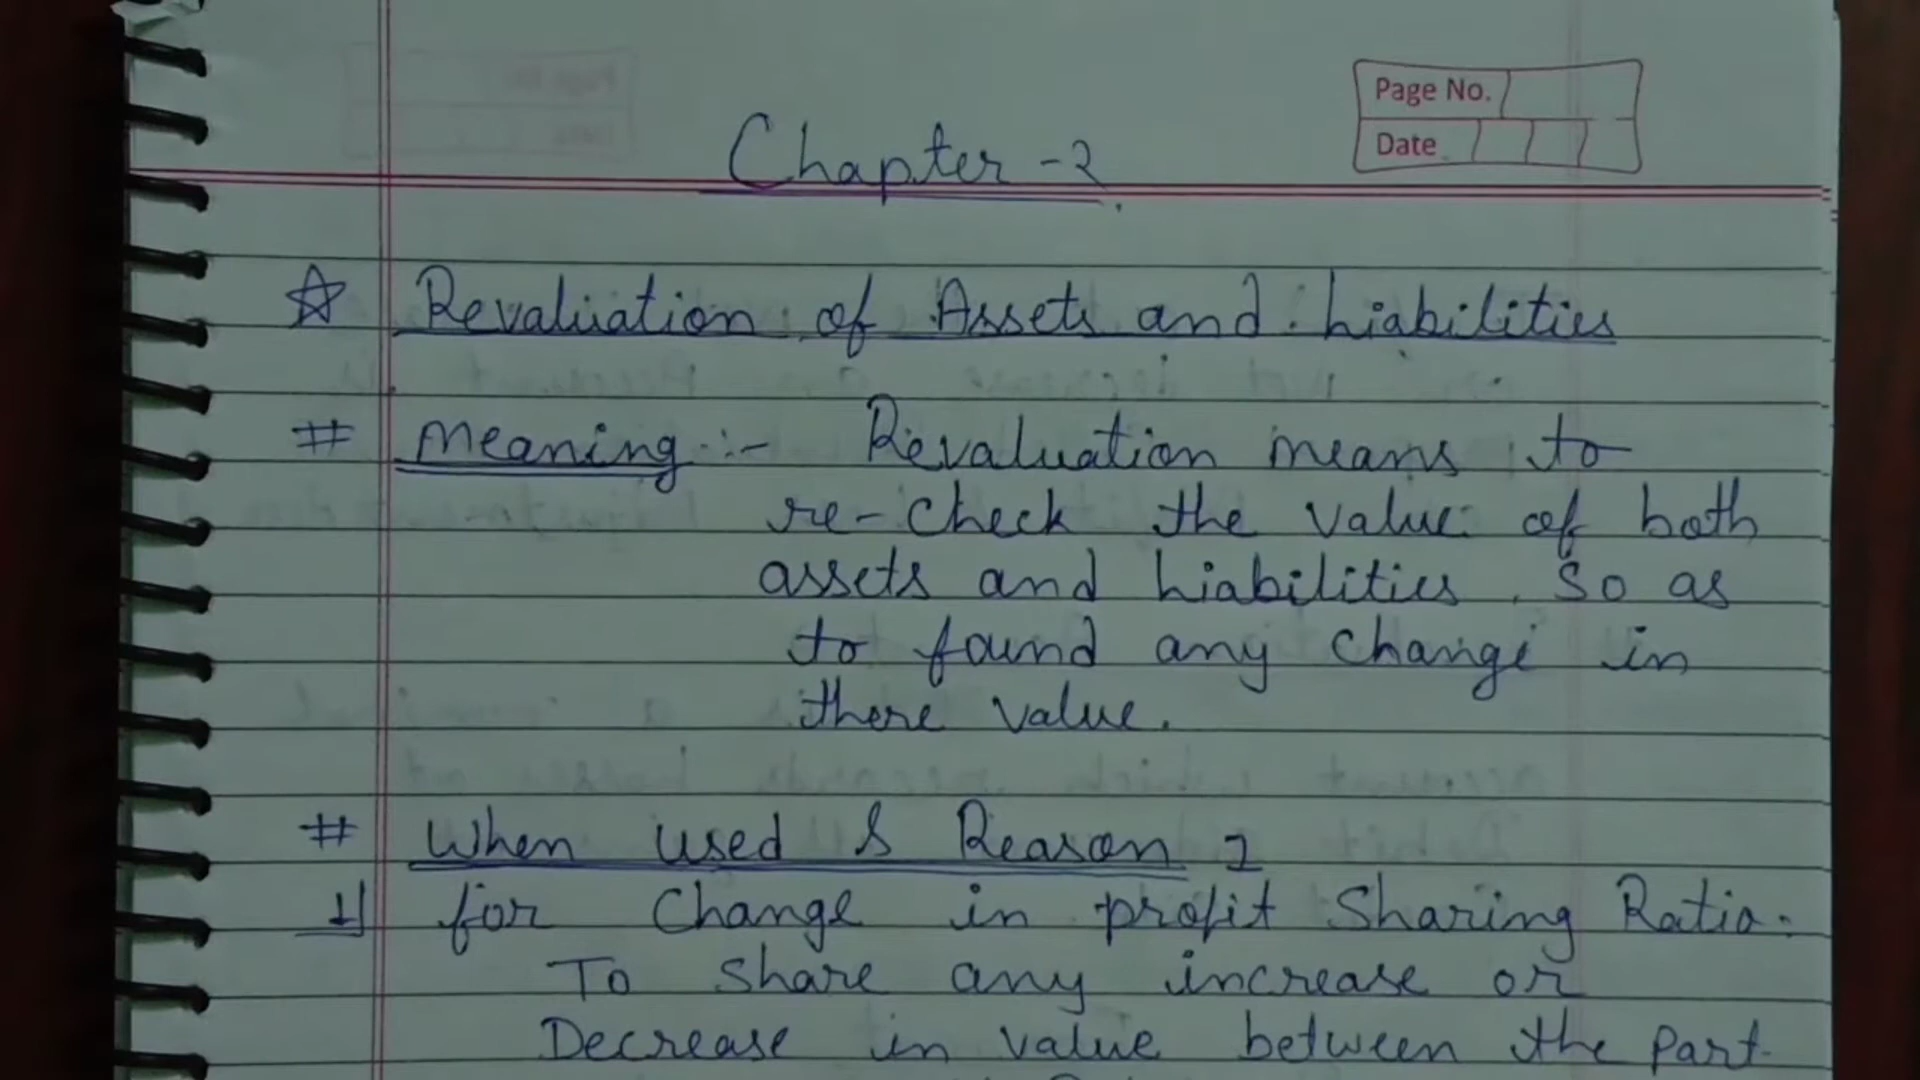 Page No.
Date
Chapter - 2
Revaluation of Assets and Liabilities
# Meaning :- Revaluation means to
re-check the value of both
assets and Liabilities, So as
to found any change in
there value.
# When used & Reason :
1) for Change in profit Sharing Ratio.
To share any increase or
Decrease in value between the part-